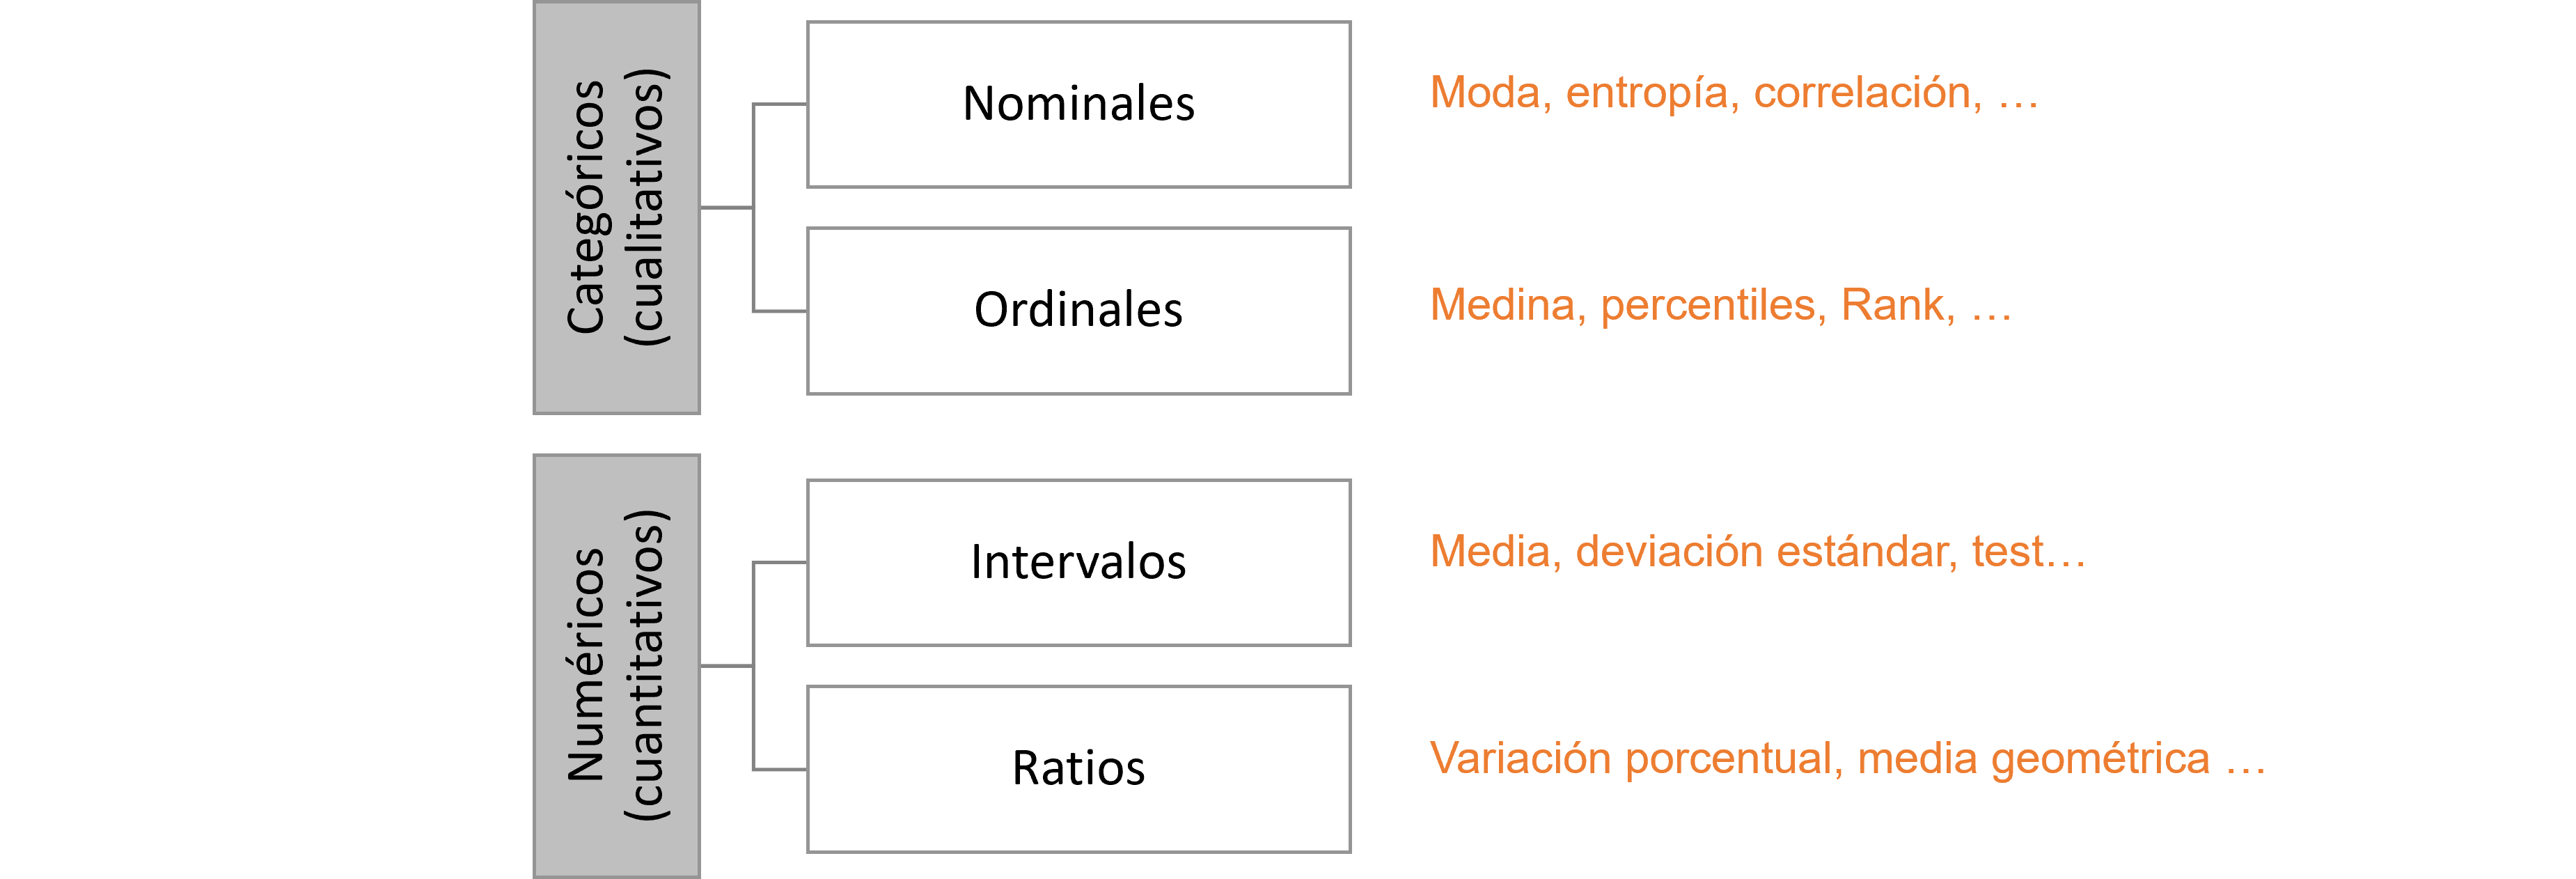 Categóricos
(cualitativos)
Nominales
Moda, entropía, correlación, …
Ordinales
Medina, percentiles, Rank, …
Numéricos
(cuantitativos)
Intervalos
Media, deviación estándar, test…
Ratios
Variación porcentual, media geométrica …